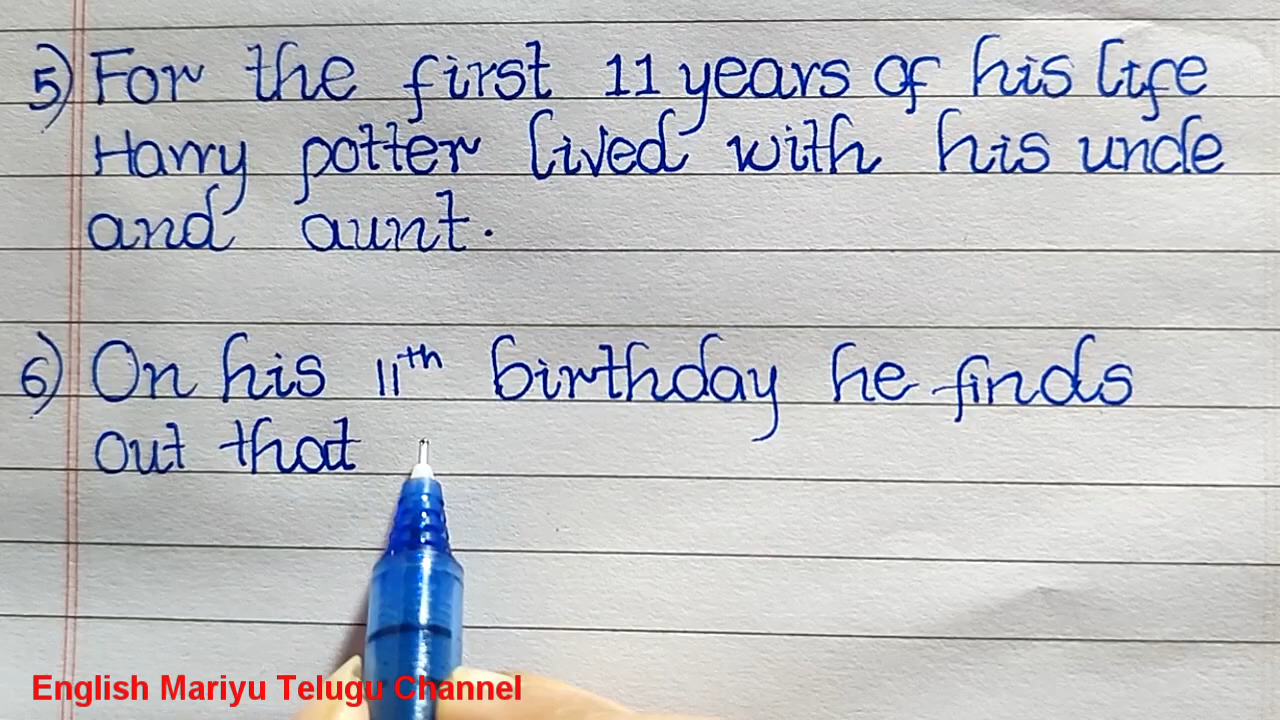 5) For the first 11 years of his life
Harry potter lived with his uncle
and aunt.
6) On his 11th birthday he finds
out that
English Mariyu Telugu Channel